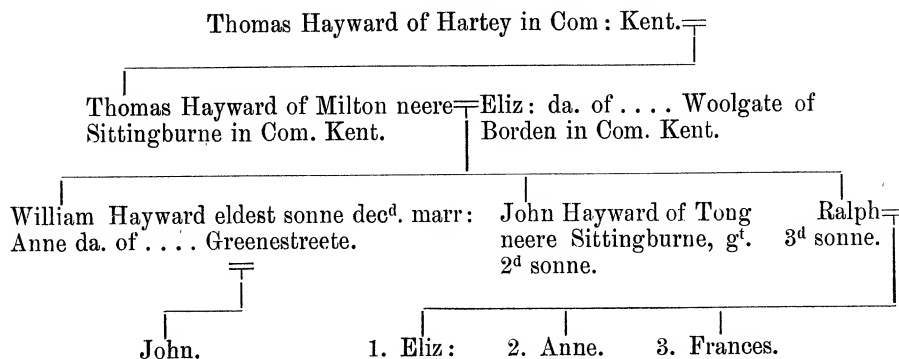 Thomas Hayward of Hartey in Com : Kent.
Thomas Hayward of Milton neere
Sittingburne in Com. Kent.
Eliz : da. of . . . . Woolgate of
Borden in Com. Kent.
William Hayward eldest sonne decᵈ. marr :
Anne da. of . . . . Greenestreete.
John Hayward of Tong
neere Sittingburne, gᵗ.
2ᵈ sonne.
Ralph
3ᵈ sonne.
John.
1. Eliz :
2. Anne.
3. Frances.